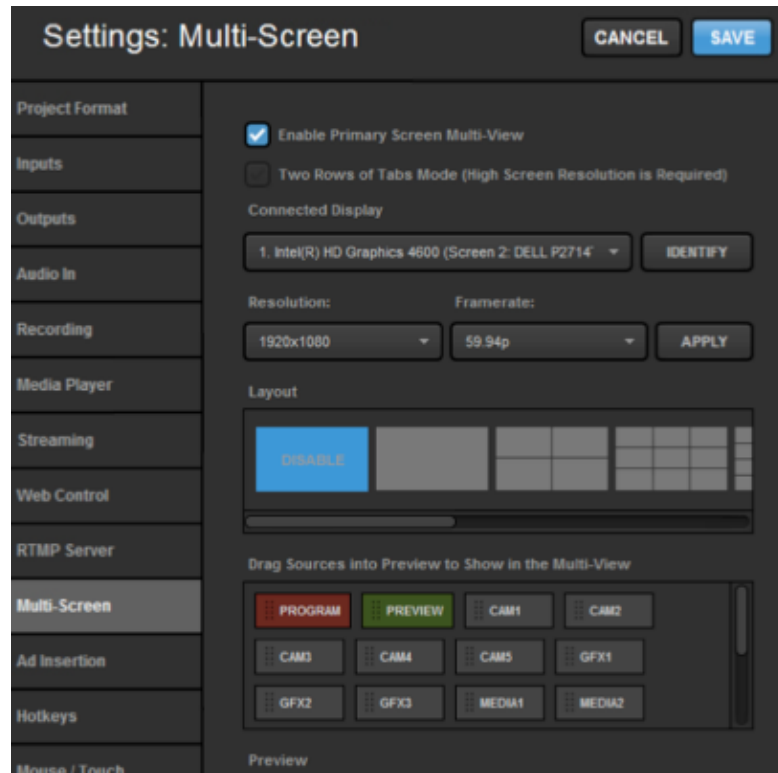 Settings: Multi-Screen
CANCEL
SAVE
Project Format
Inputs
Outputs
Audio In
Recording
Media Player
Streaming
Web Control
RTMP Server
Multi-Screen
Ad Insertion
Hotkeys
Mouse / Touch
Enable Primary Screen Multi-View
Two Rows of Tabs Mode (High Screen Resolution is Required)
Connected Display
1. Intel(R) HD Graphics 4600 (Screen 2: DELL P2714
IDENTIFY
Resolution: Framerate:
1920x1080 59.94p APPLY
Layout
DISABLE
Drag Sources into Preview to Show in the Multi-View
PROGRAM PREVIEW CAM1 CAM2
CAM3 CAM4 CAM5 GFX1
GFX2 GFX3 MEDIA1 MEDIA2
Preview